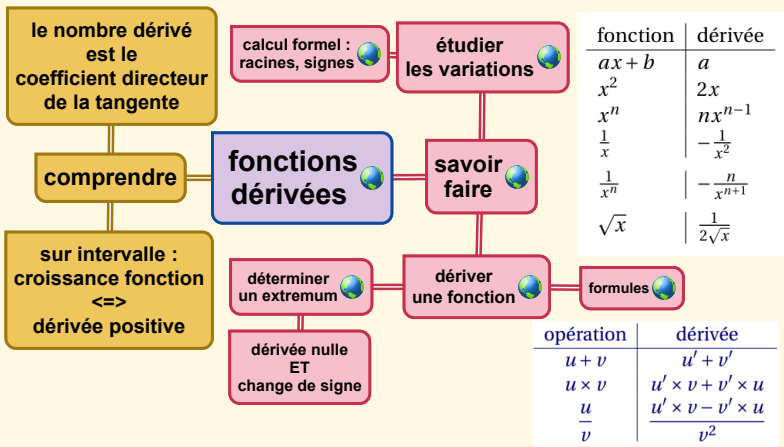 le nombre dérivé
est le
coefficient directeur
de la tangente
comprendre
sur intervalle :
croissance fonction
<=>
dérivée positive
fonctions
dérivées
savoir
faire
étudier
les variations
calcul formel :
racines, signes
dériver
une fonction
déterminer
un extremum
dérivée nulle
ET
change de signe
formules
fonction | dérivée
ax + b | a
x² | 2x
xⁿ | nxⁿ⁻¹
1/x | −1/x²
1/xⁿ | −n/xⁿ⁺¹
√x | 1/(2√x)
opération | dérivée
u + v | u′ + v′
u × v | u′ × v + v′ × u
u/v | (u′ × v − v′ × u)/v²